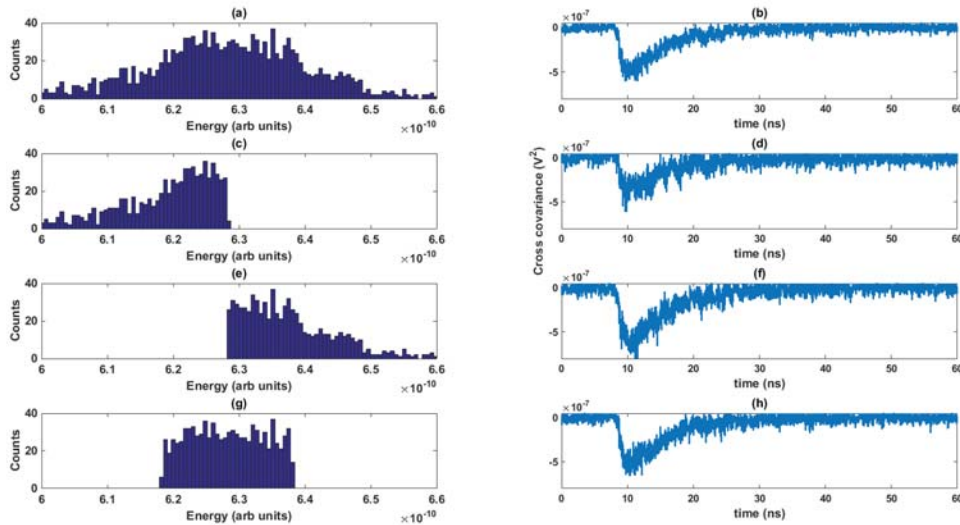 (a)
40
20
0
Counts
6 6.1 6.2 6.3 6.4 6.5 6.6
Energy (arb units)
×10-10
(b)
×10-7
0
-5
0 10 20 30 40 50 60
time (ns)
(c)
40
20
0
Counts
6 6.1 6.2 6.3 6.4 6.5 6.6
Energy (arb units)
×10-10
(d)
×10-7
0
-5
0 10 20 30 40 50 60
time (ns)
Cross covariance (V2)
(e)
40
20
0
Counts
6 6.1 6.2 6.3 6.4 6.5 6.6
Energy (arb units)
×10-10
(f)
×10-7
0
-5
0 10 20 30 40 50 60
time (ns)
(g)
40
20
0
Counts
6 6.1 6.2 6.3 6.4 6.5 6.6
Energy (arb units)
×10-10
(h)
×10-7
0
-5
0 10 20 30 40 50 60
time (ns)